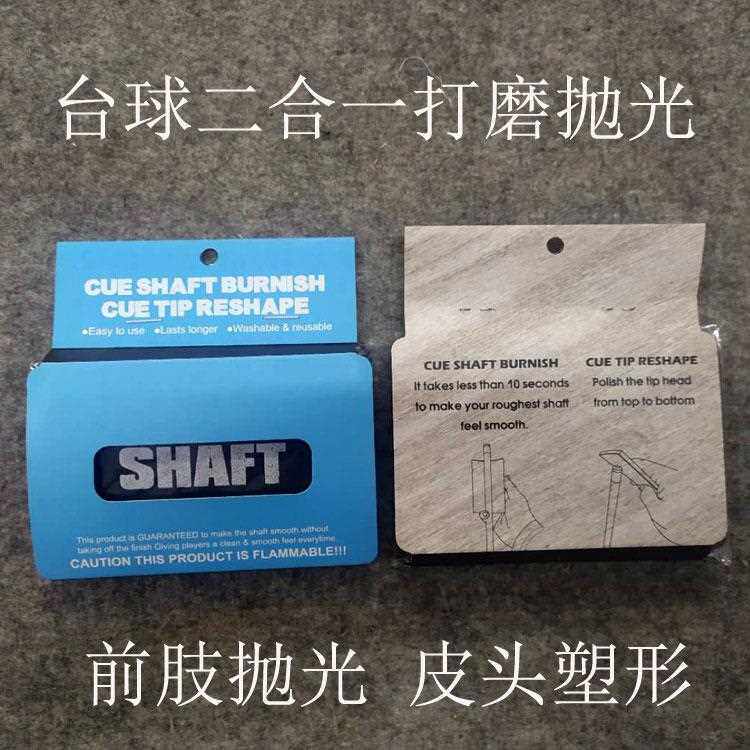 台球二合一打磨抛光
CUE SHAFT BURNISH
CUE TIP RESHAPE
•Easy to use •Lasts longer •Washable & reusable
SHAFT
This product is GUARANTEED to make the shaft smooth without
taking off the finish Giving players a clean & smooth feel everytime.
CAUTION THIS PRODUCT IS FLAMMABLE!!!
CUE SHAFT BURNISH
It takes less than 10 seconds
to make your roughest shaft
feel smooth.
CUE TIP RESHAPE
Polish the tip head
from top to bottom
前肢抛光 皮头塑形